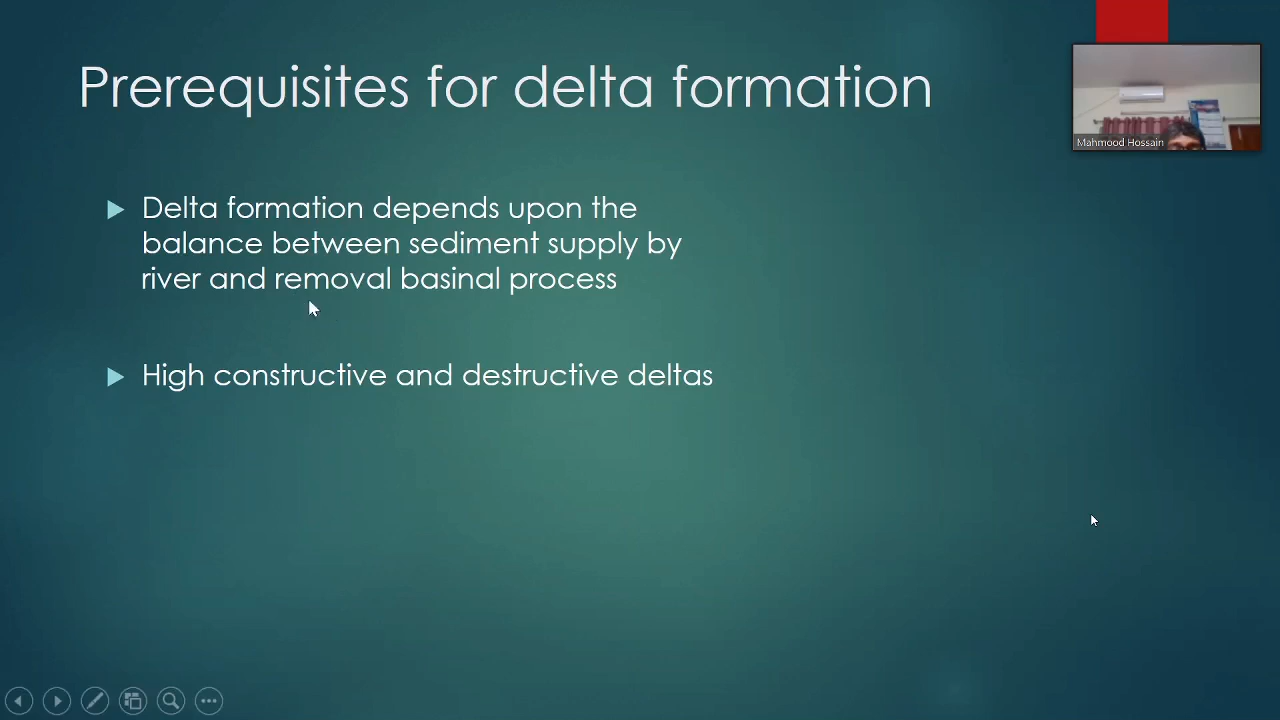 Prerequisites for delta formation
Mahmood Hossain
Delta formation depends upon the
balance between sediment supply by
river and removal basinal process
High constructive and destructive deltas